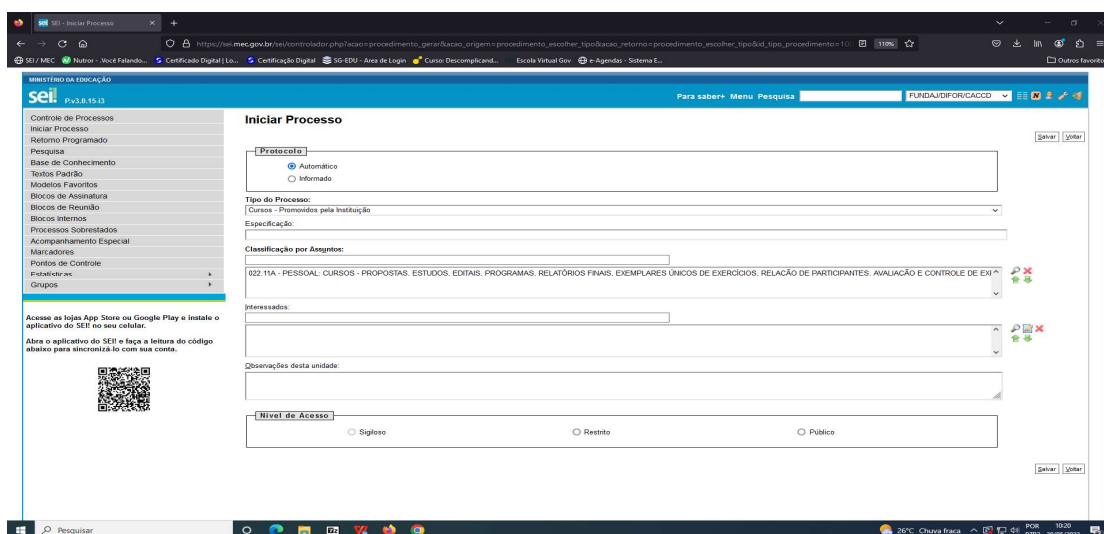 SEI - Iniciar Processo
https://sei.mec.gov.br/sei/controlador.php?acao=procedimento_gerar&acao_origem=procedimento_escolher_tipo&acao_retorno=procedimento_escolher_tipo&id_tipo_procedimento=10
110%
SEI / MEC
Nutror - .:Você Falando...
Certificado Digital | Lo...
Certificação Digital
SG-EDU - Area de Login
Curso: Descomplicand...
Escola Virtual Gov
e-Agendas - Sistema E...
Outros favoritos
MINISTÉRIO DA EDUCAÇÃO
sei! P.v3.0.15-i3
Para saber+ Menu Pesquisa
FUNDAJ/DIFOR/CACCD
Controle de Processos
Iniciar Processo
Retorno Programado
Pesquisa
Base de Conhecimento
Textos Padrão
Modelos Favoritos
Blocos de Assinatura
Blocos de Reunião
Blocos Internos
Processos Sobrestados
Acompanhamento Especial
Marcadores
Pontos de Controle
Estatísticas
Grupos
Acesse as lojas App Store ou Google Play e instale o
aplicativo do SEI! no seu celular.
Abra o aplicativo do SEI! e faça a leitura do código
abaixo para sincronizá-lo com sua conta.
Iniciar Processo
Salvar Voltar
Protocolo
Automático
Informado
Tipo do Processo:
Cursos - Promovidos pela Instituição
Especificação:
Classificação por Assuntos:
022.11A - PESSOAL: CURSOS - PROPOSTAS. ESTUDOS. EDITAIS. PROGRAMAS. RELATÓRIOS FINAIS. EXEMPLARES ÚNICOS DE EXERCÍCIOS. RELAÇÃO DE PARTICIPANTES. AVALIAÇÃO E CONTROLE DE EX
Interessados:
Observações desta unidade:
Nível de Acesso
Sigiloso
Restrito
Público
Salvar Voltar
Pesquisar
26°C Chuva fraca
POR
10:20